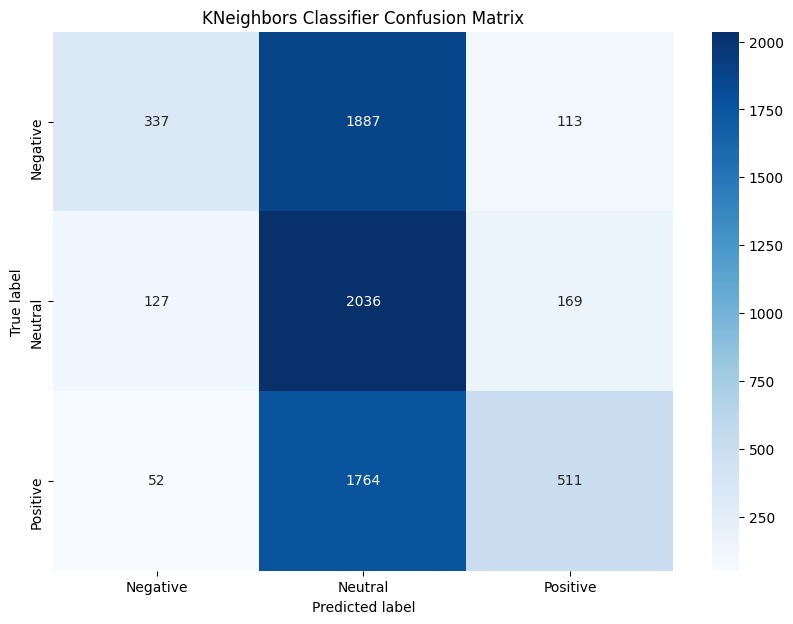 KNeighbors Classifier Confusion Matrix
True label
Negative
Neutral
Positive
337 1887 113
127 2036 169
52 1764 511
Negative Neutral Positive
Predicted label
2000
1750
1500
1250
1000
750
500
250